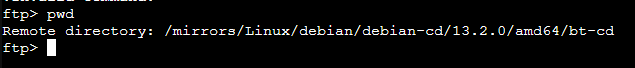 ftp> pwd
Remote directory: /mirrors/Linux/debian/debian-cd/13.2.0/amd64/bt-cd
ftp>